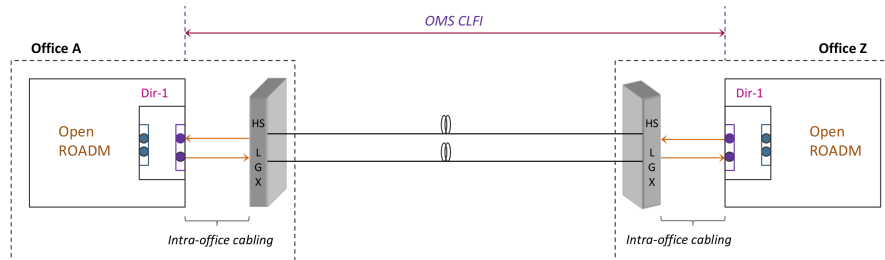 OMS CLFI
Office A
Office Z
Dir-1
Dir-1
Open
ROADM
HS
L
G
X
HS
L
G
X
Open
ROADM
Intra-office cabling
Intra-office cabling